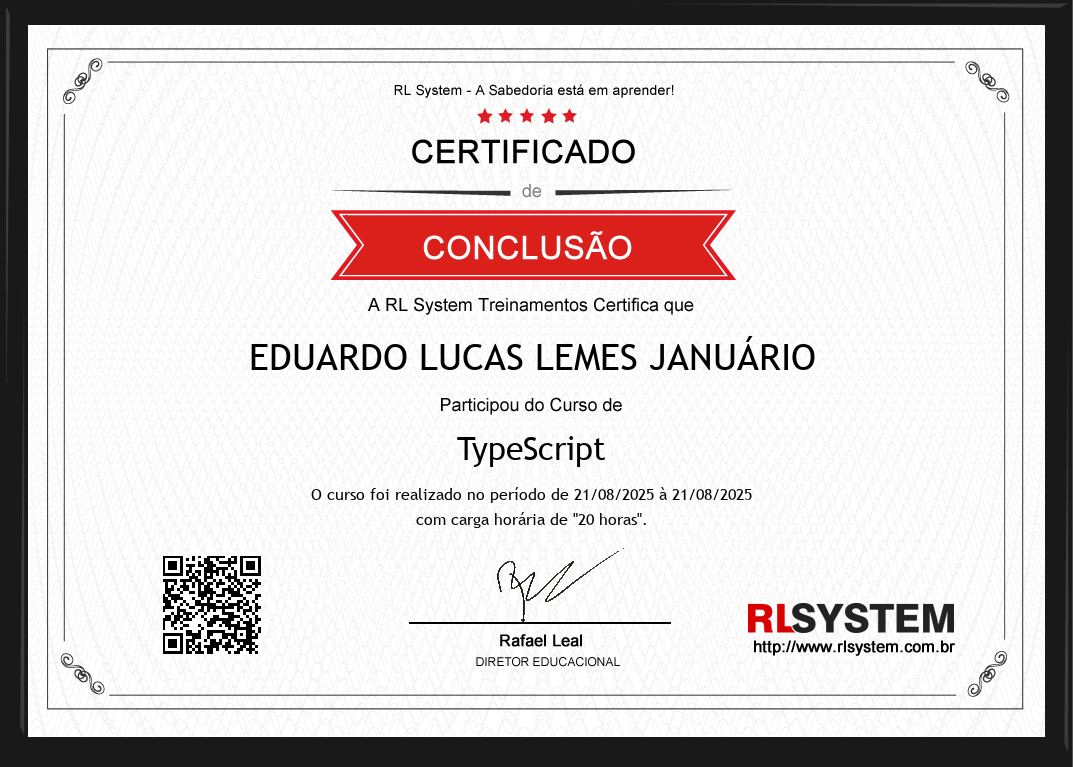 RL System - A Sabedoria está em aprender!
CERTIFICADO
de
CONCLUSÃO
A RL System Treinamentos Certifica que
EDUARDO LUCAS LEMES JANUÁRIO
Participou do Curso de
TypeScript
O curso foi realizado no período de 21/08/2025 à 21/08/2025
com carga horária de "20 horas".
Rafael Leal
DIRETOR EDUCACIONAL
RLSYSTEM
http://www.rlsystem.com.br